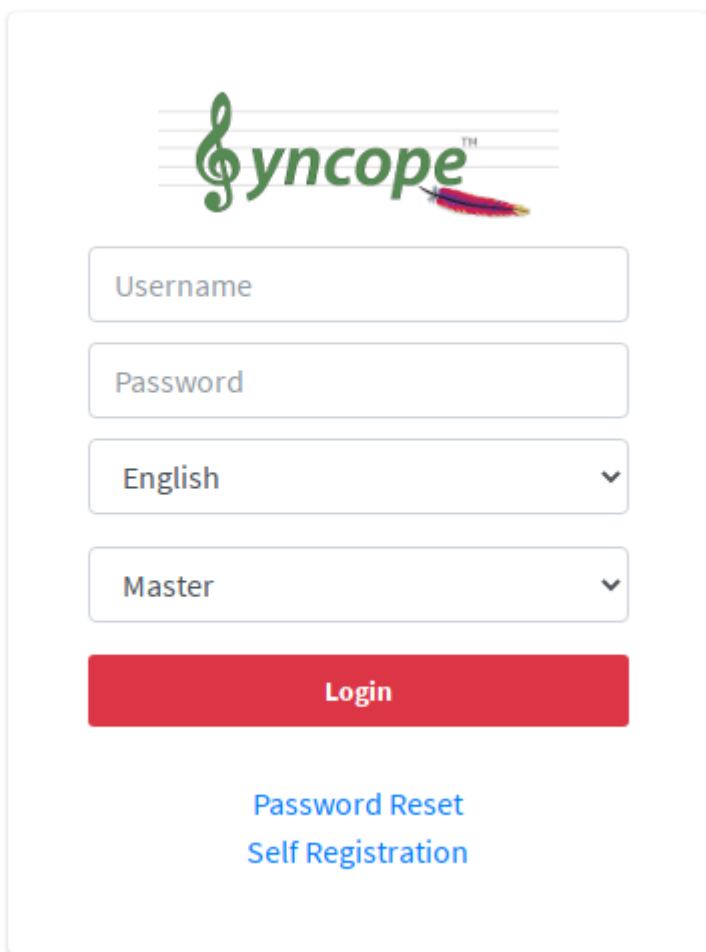 Syncope™
Username
Password
English
Master
Login
Password Reset
Self Registration